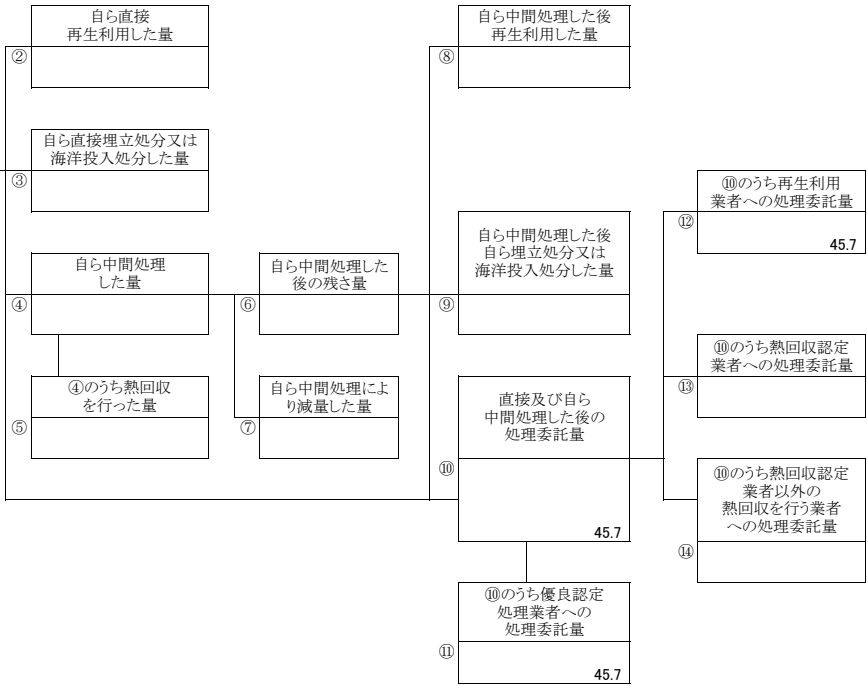 自ら直接
再生利用した量
②
自ら直接埋立処分又は
海洋投入処分した量
③
自ら中間処理
した量
④
④のうち熱回収
を行った量
⑤
自ら中間処理した
後の残さ量
⑥
自ら中間処理によ
り減量した量
⑦
自ら中間処理した後
再生利用した量
⑧
自ら中間処理した後
自ら埋立処分又は
海洋投入処分した量
⑨
直接及び自ら
中間処理した後の
処理委託量
⑩
45.7
⑩のうち優良認定
処理業者への
処理委託量
⑪
45.7
⑩のうち再生利用
業者への処理委託量
⑫
45.7
⑩のうち熱回収認定
業者への処理委託量
⑬
⑩のうち熱回収認定
業者以外の
熱回収を行う業者
への処理委託量
⑭